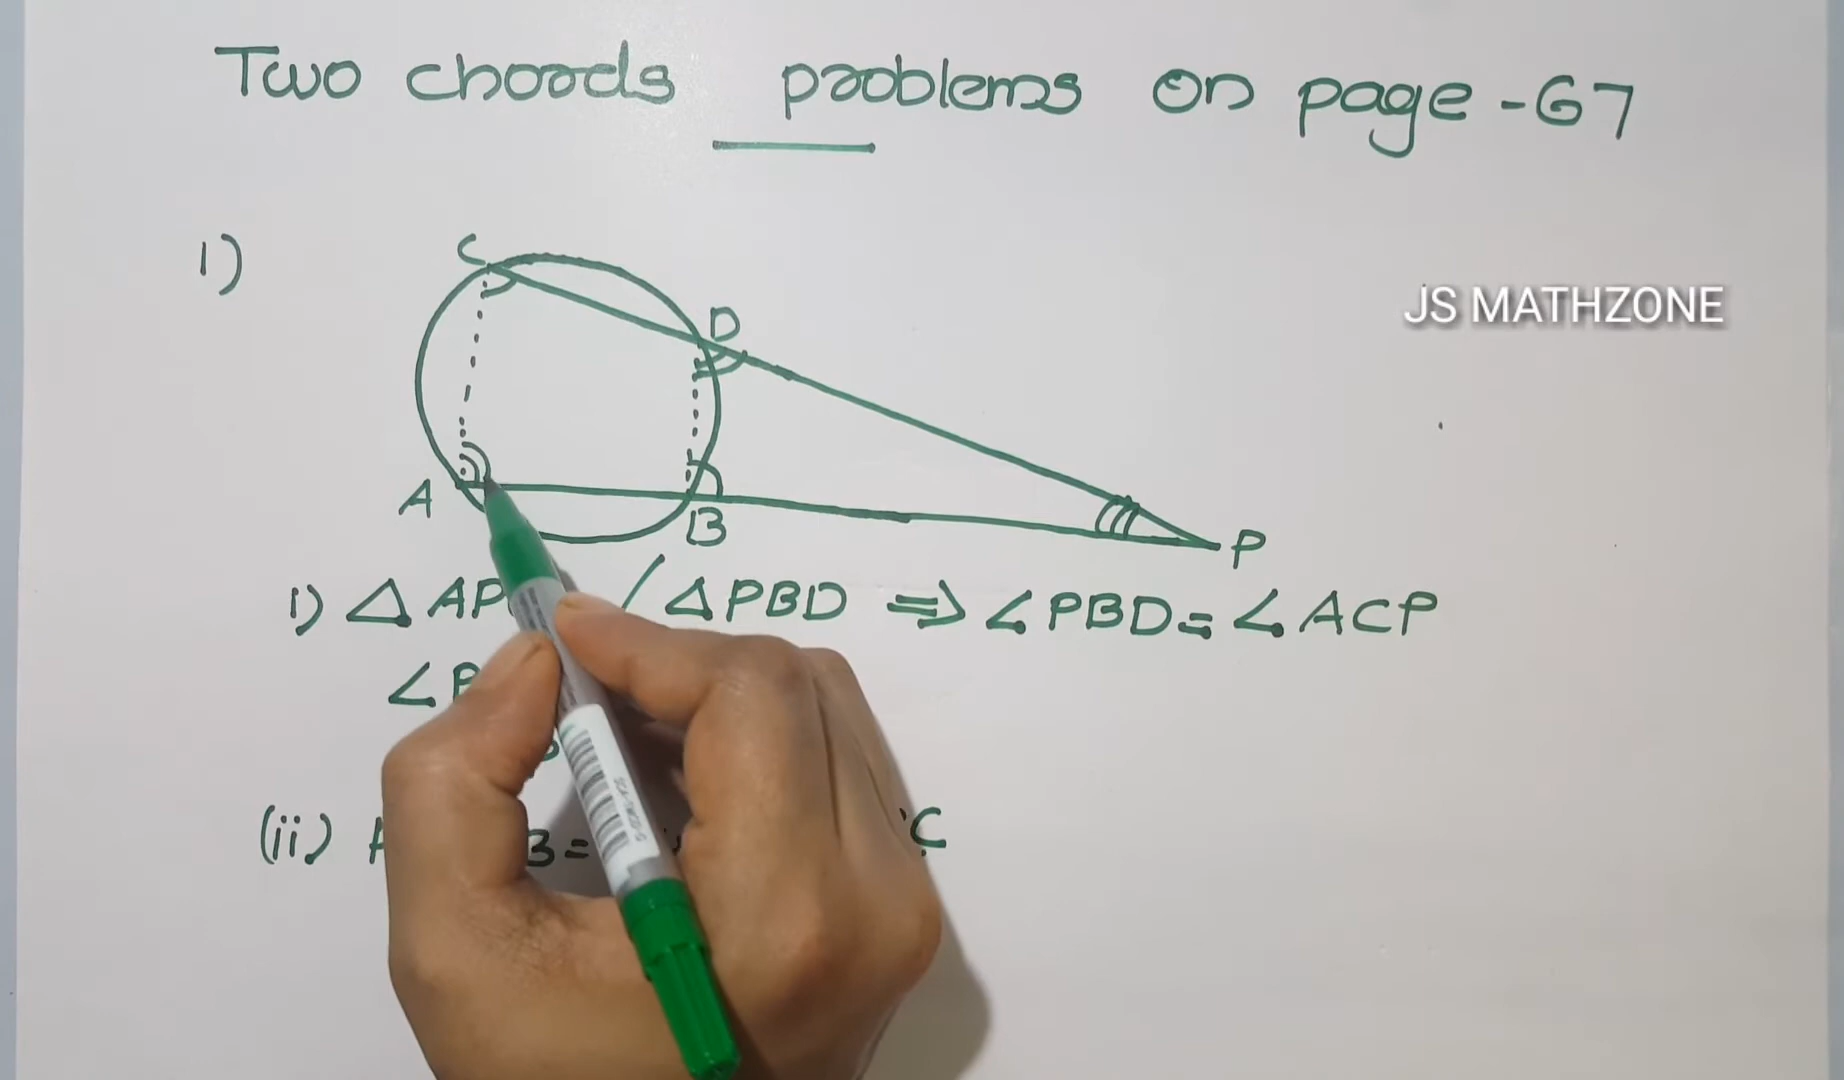 Two chords problems on page - 67
1)
JS MATHZONE
C
D
A
B
P
1) △ AP / △PBD ⇒ ∠PBD = ∠ACP
∠
(ii) B =
C